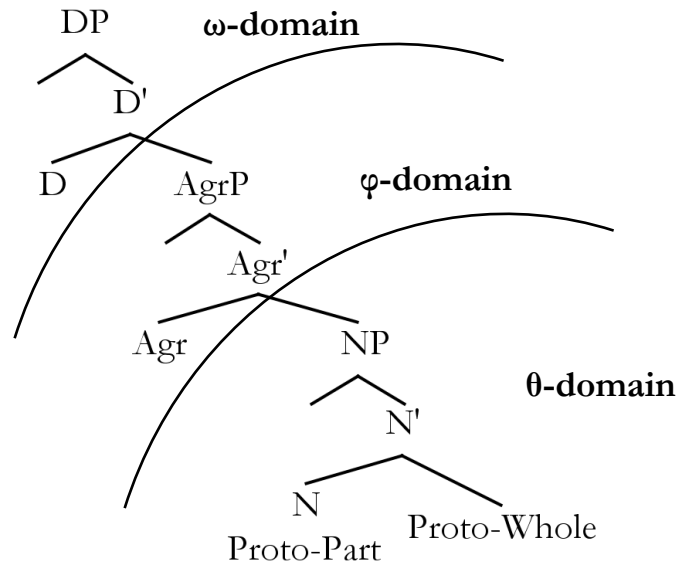 DP
ω-domain
D'
D
AgrP
φ-domain
Agr'
Agr
NP
θ-domain
N'
N
Proto-Whole
Proto-Part